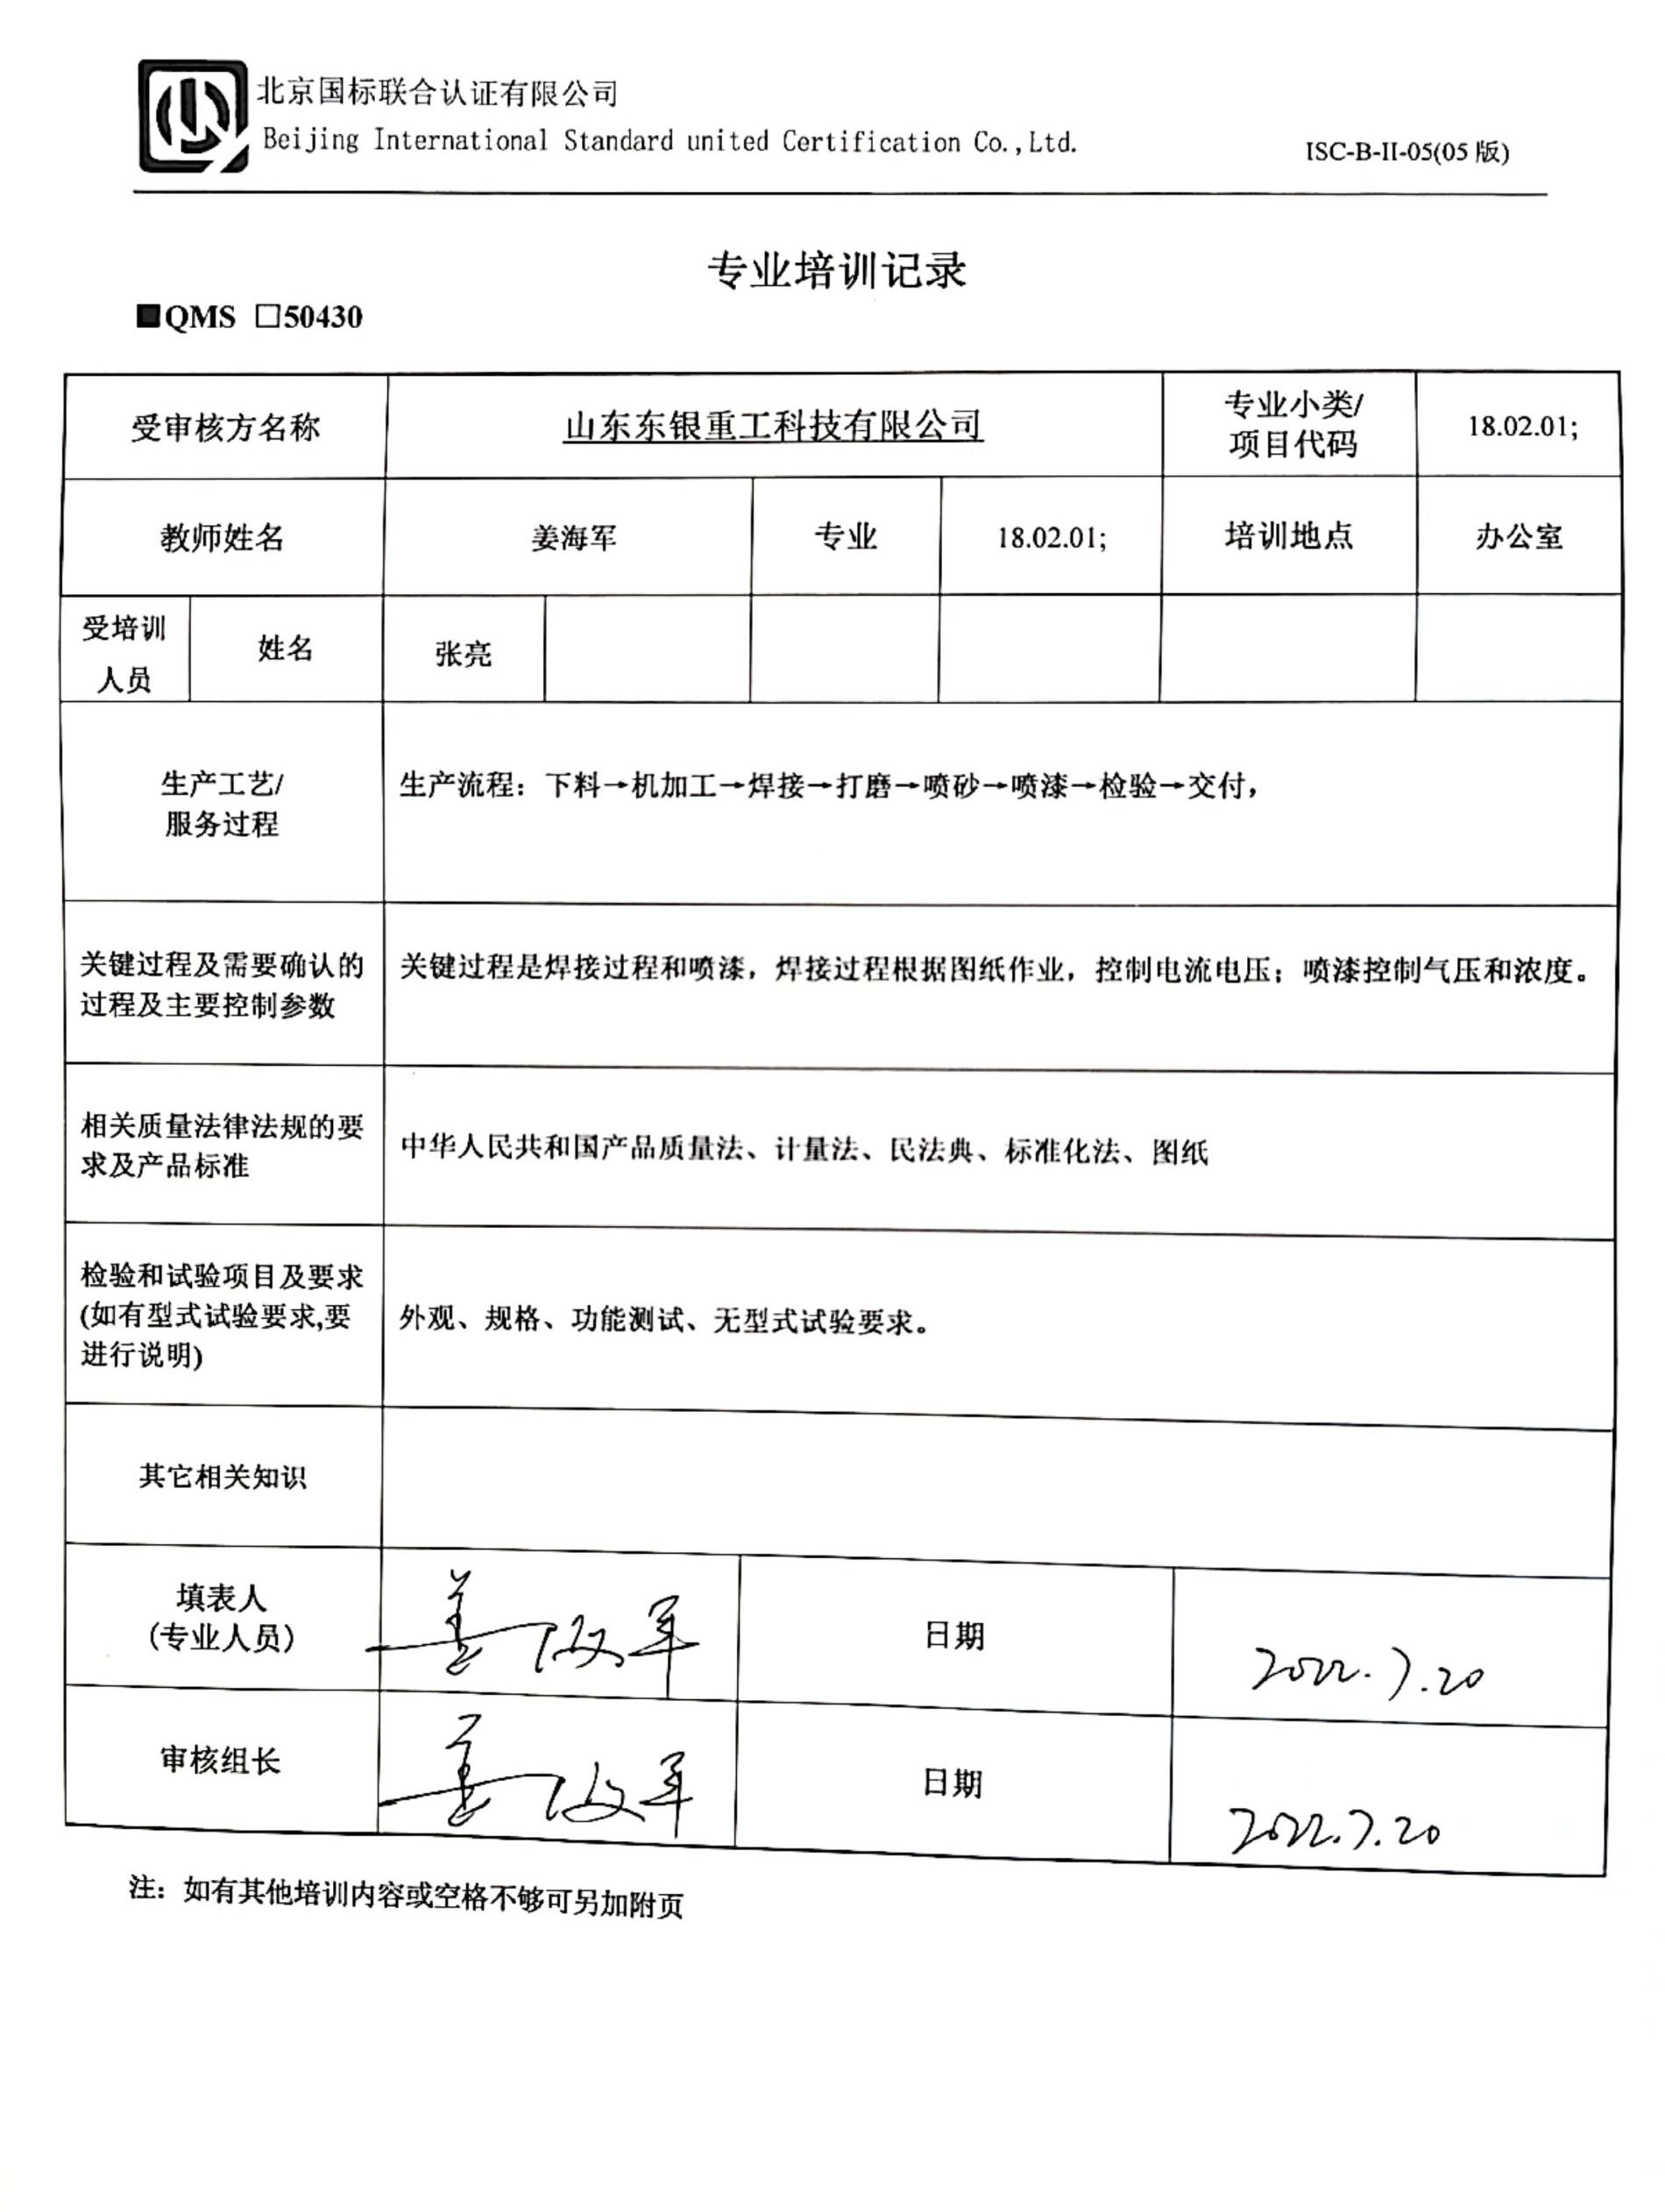 北京国标联合认证有限公司
Beijing International Standard united Certification Co.,Ltd.
ISC-B-II-05(05 版)
专业培训记录
■QMS □50430
受审核方名称
山东东银重工科技有限公司
专业小类/
项目代码
18.02.01;
教师姓名
姜海军
专业
18.02.01;
培训地点
办公室
受培训
人员
姓名
张亮
生产工艺/
服务过程
生产流程：下料→机加工→焊接→打磨→喷砂→喷漆→检验→交付，
关键过程及需要确认的
过程及主要控制参数
关键过程是焊接过程和喷漆，焊接过程根据图纸作业，控制电流电压；喷漆控制气压和浓度。
相关质量法律法规的要
求及产品标准
中华人民共和国产品质量法、计量法、民法典、标准化法、图纸
检验和试验项目及要求
(如有型式试验要求,要
进行说明)
外观、规格、功能测试、无型式试验要求。
其它相关知识
填表人
（专业人员）
姜海军
日期
2022.7.20
审核组长
姜海军
日期
2022.7.20
注：如有其他培训内容或空格不够可另加附页